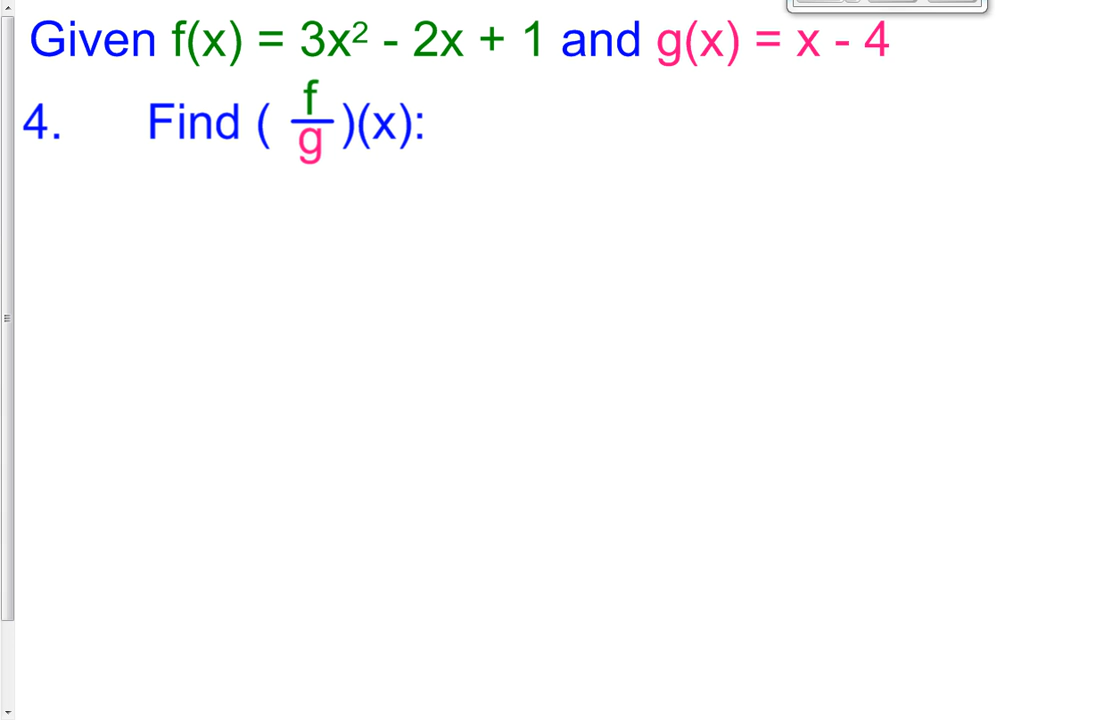 Given f(x) = 3x² - 2x + 1 and g(x) = x - 4
4. Find ( f/g )(x):